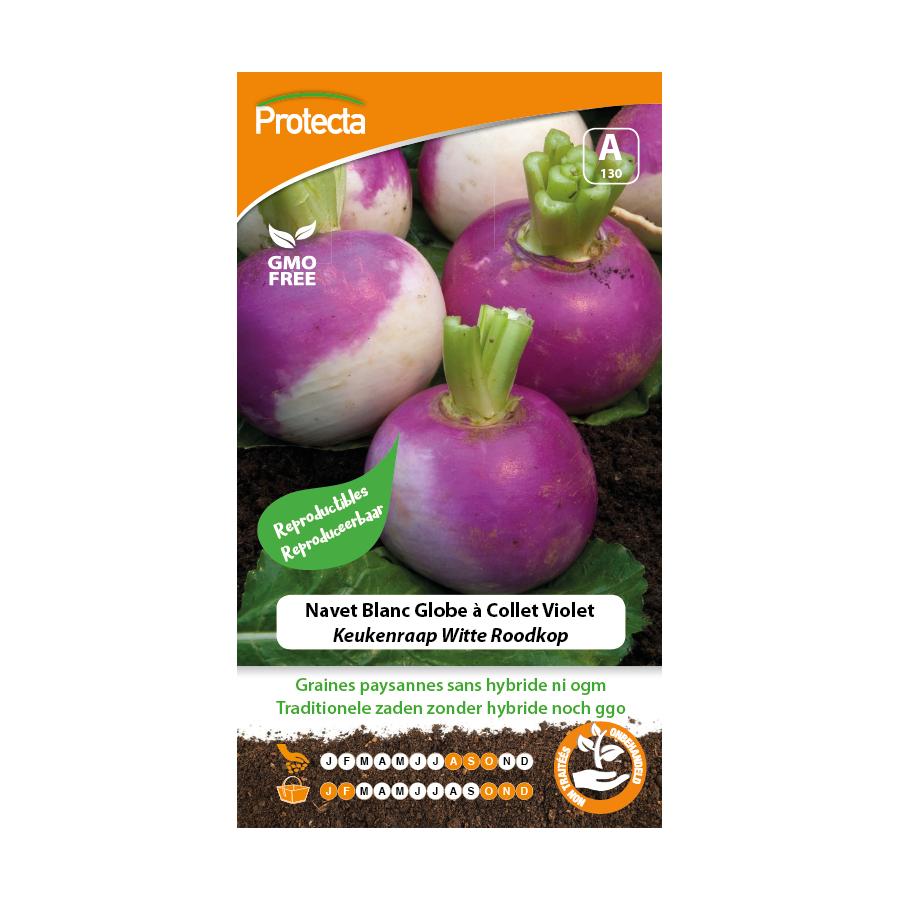 Protecta
A
130
GMO
FREE
Reproductibles
Reproduceerbaar
Navet Blanc Globe à Collet Violet
Keukenraap Witte Roodkop
Graines paysannes sans hybride ni ogm
Traditionele zaden zonder hybride noch ggo
J F M A M J J A S O N D
J F M A M J J A S O N D
NON TRAITÉES
ONBEHANDELD